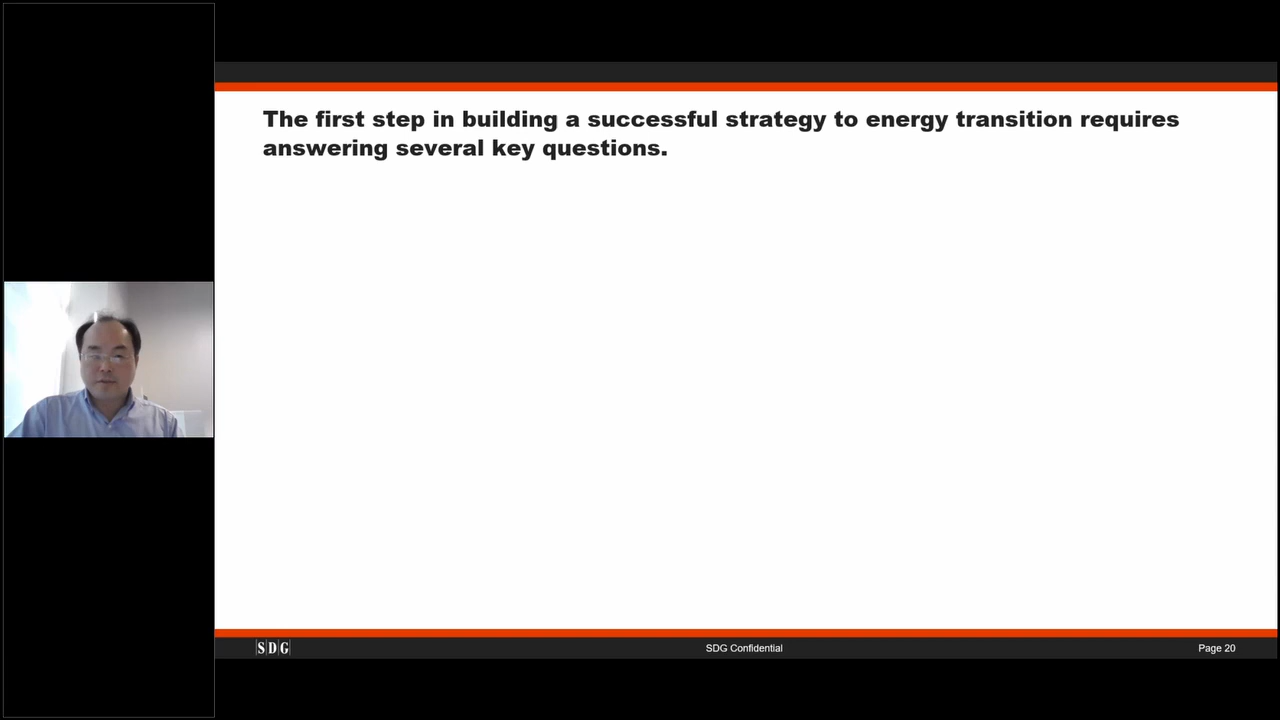 The first step in building a successful strategy to energy transition requires
answering several key questions.
SDG
SDG Confidential
Page 20